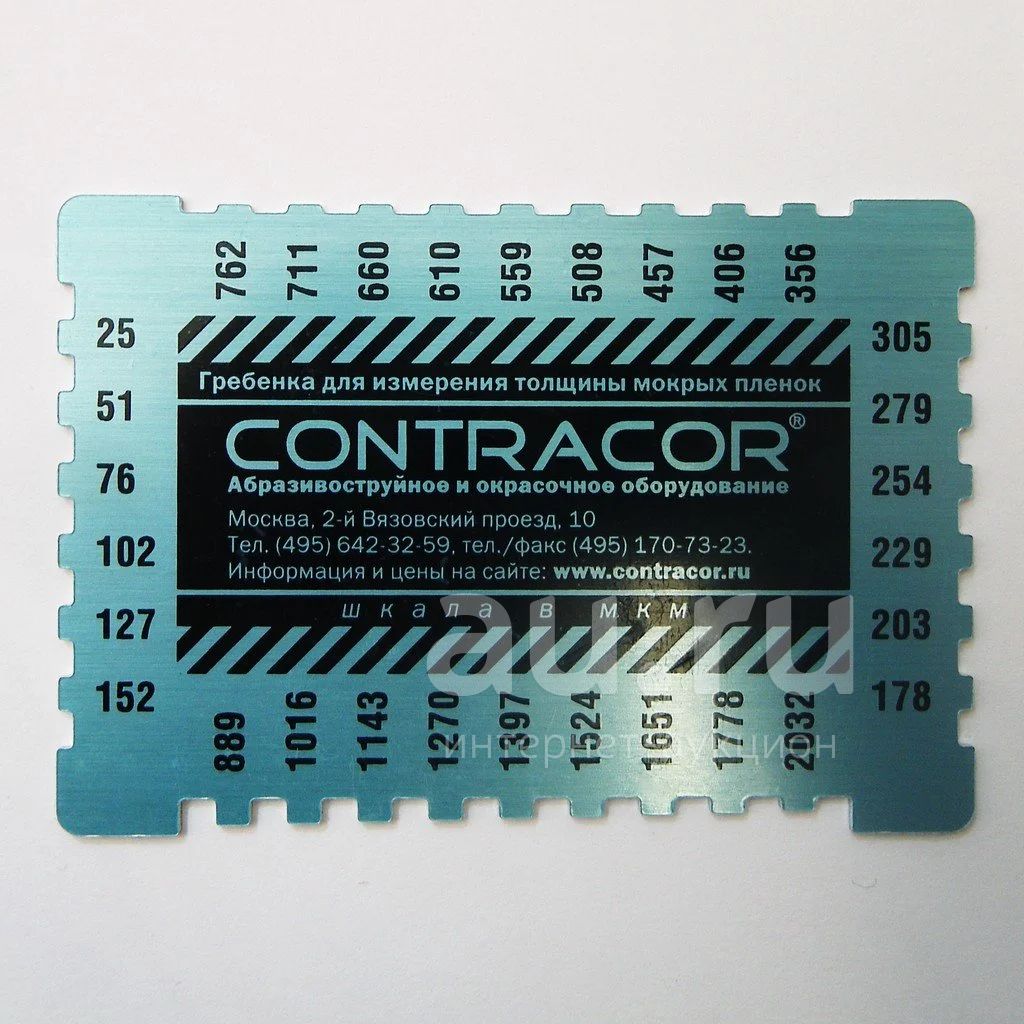 762 711 660 610 559 508 457 406 356
25 305
Гребенка для измерения толщины мокрых пленок
51 279
CONTRACOR®
76 254
Абразивоструйное и окрасочное оборудование
Москва, 2-й Вязовский проезд, 10
102 229
Тел. (495) 642-32-59, тел./факс (495) 170-73-23.
Информация и цены на сайте: www.contracor.ru
шкала в мкм
127 203
au.ru
152 178
889 1016 1143 1270 1397 1524 1651 1778 2032
интернет-аукцион